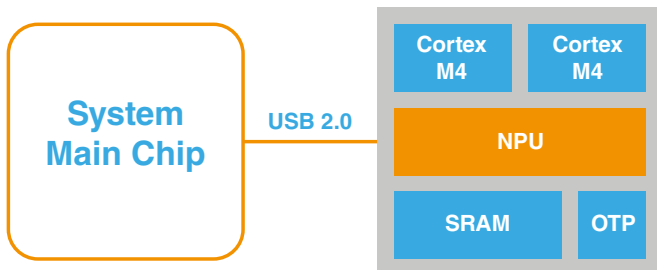 System
Main Chip
USB 2.0
Cortex
M4
Cortex
M4
NPU
SRAM
OTP